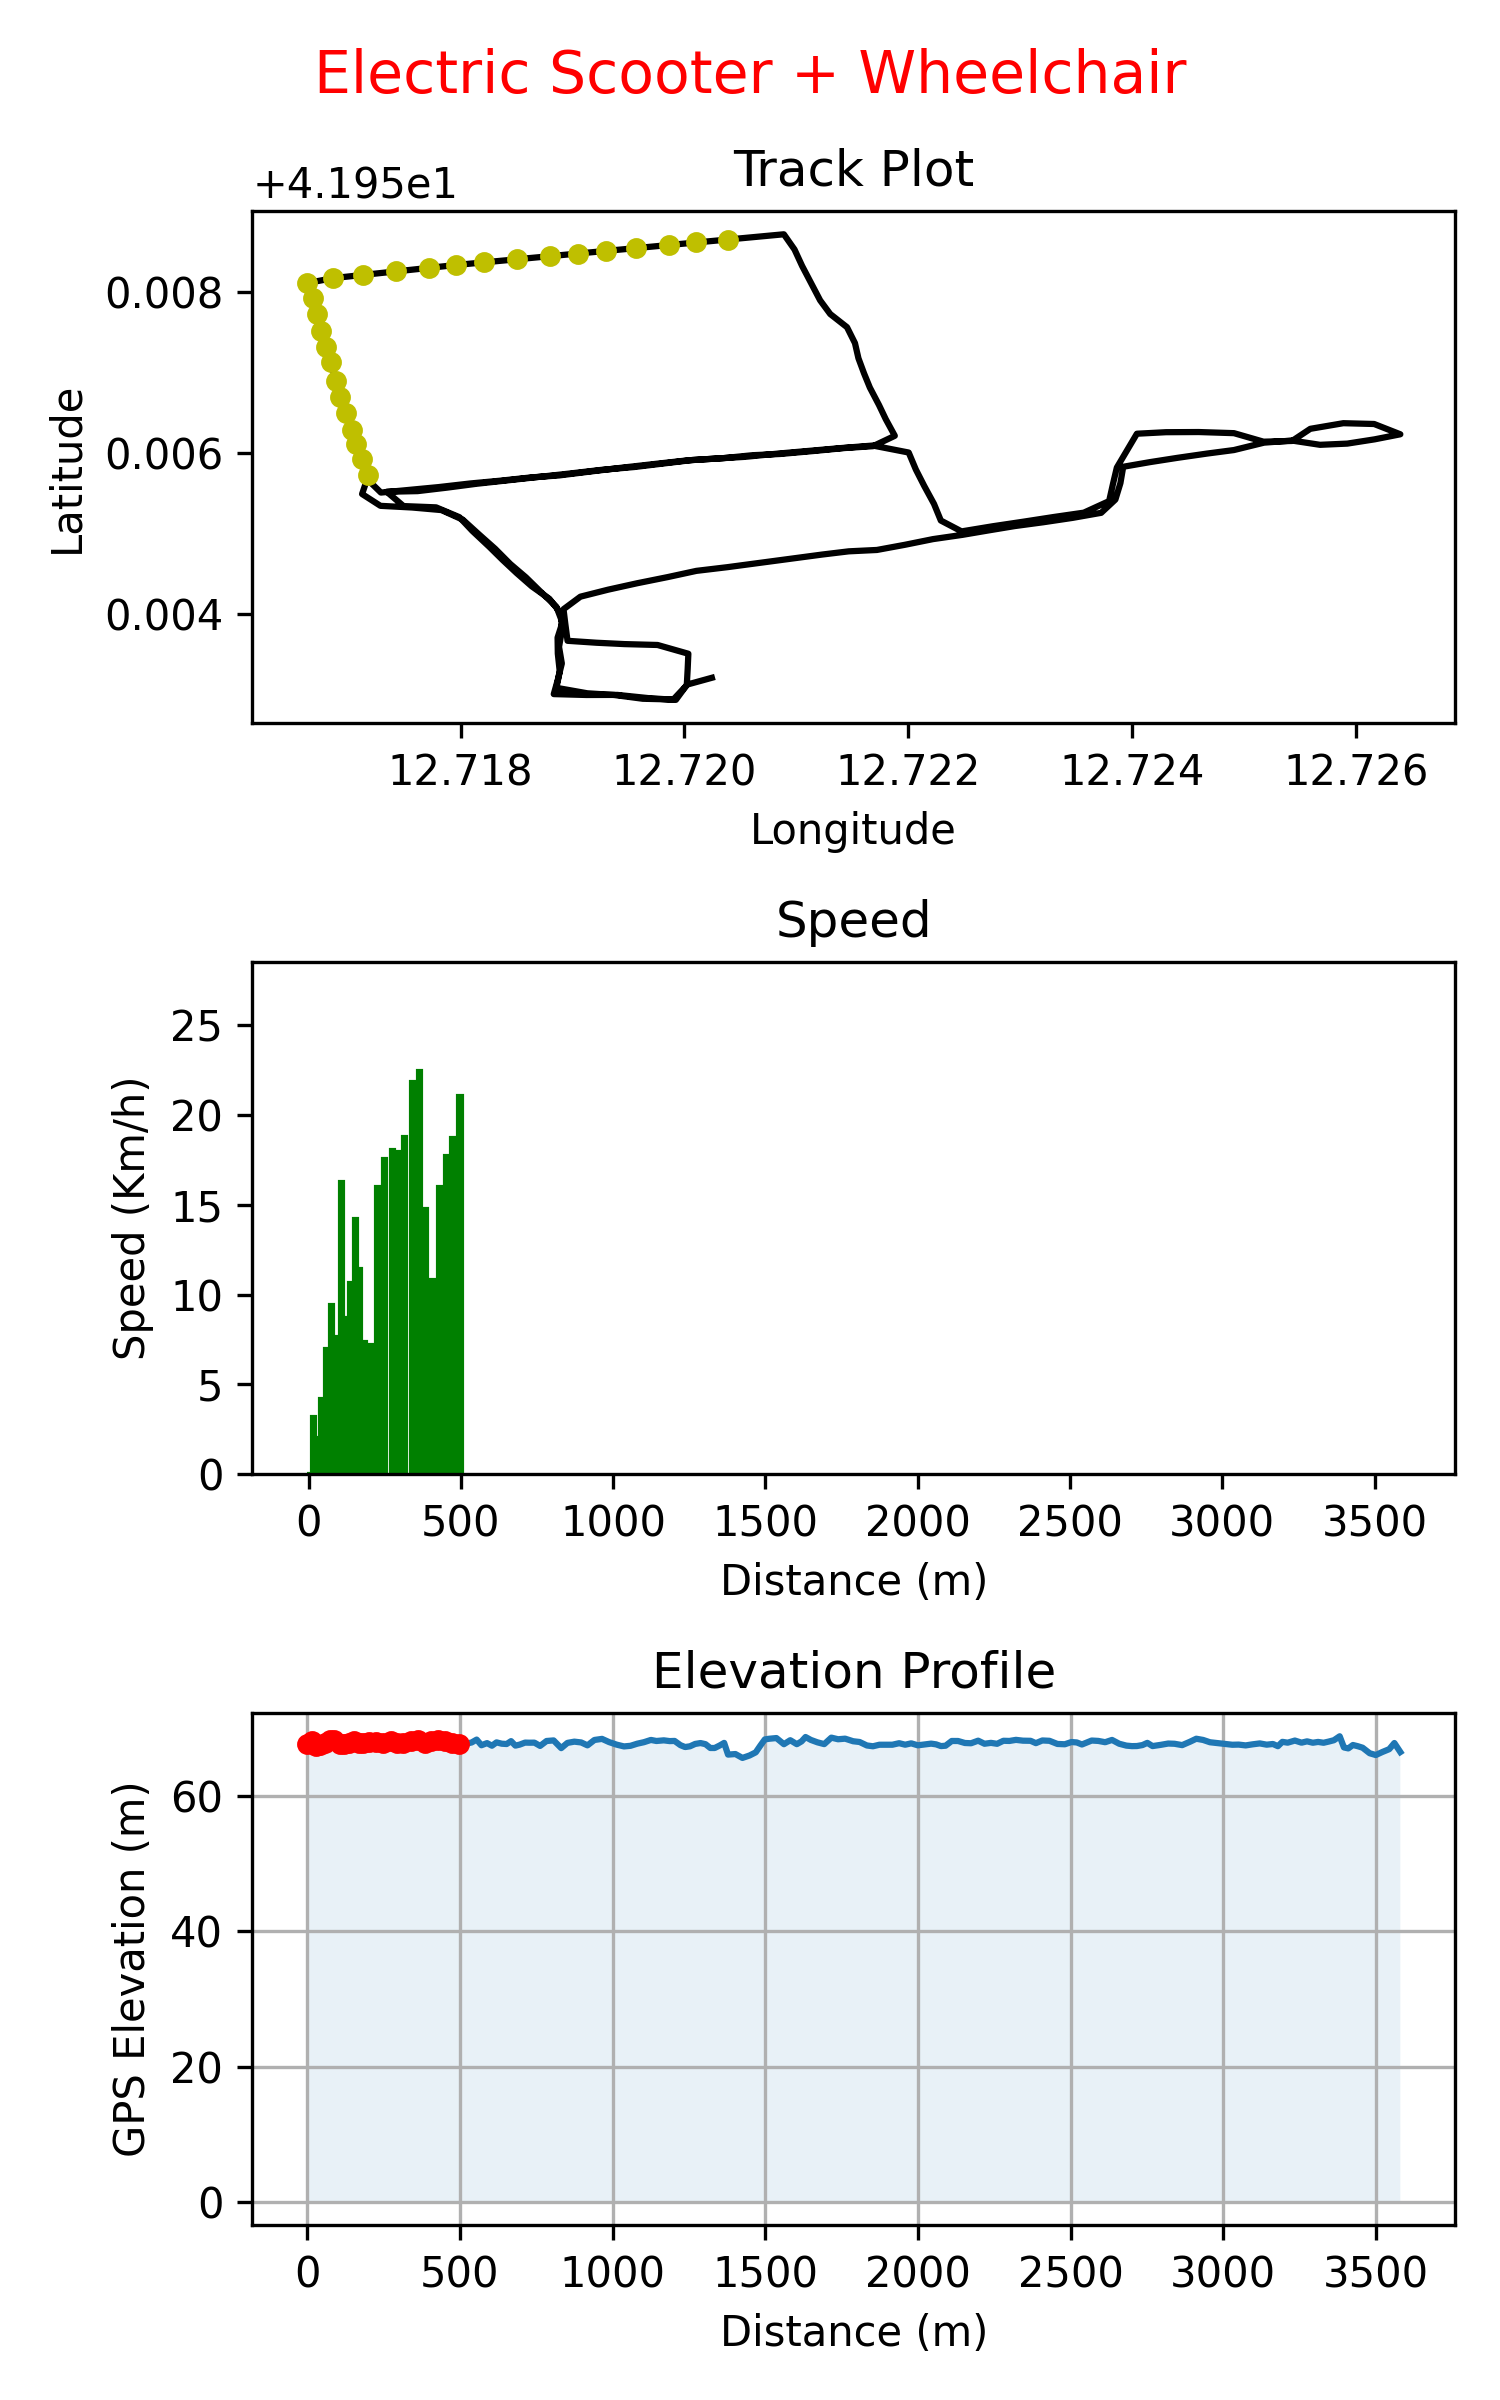 Electric Scooter + Wheelchair
Track Plot
+4.195e1
0.008
0.006
0.004
Latitude
12.718 12.720 12.722 12.724 12.726
Longitude
Speed
25
20
15
10
5
0
Speed (Km/h)
0 500 1000 1500 2000 2500 3000 3500
Distance (m)
Elevation Profile
60
40
20
0
GPS Elevation (m)
0 500 1000 1500 2000 2500 3000 3500
Distance (m)